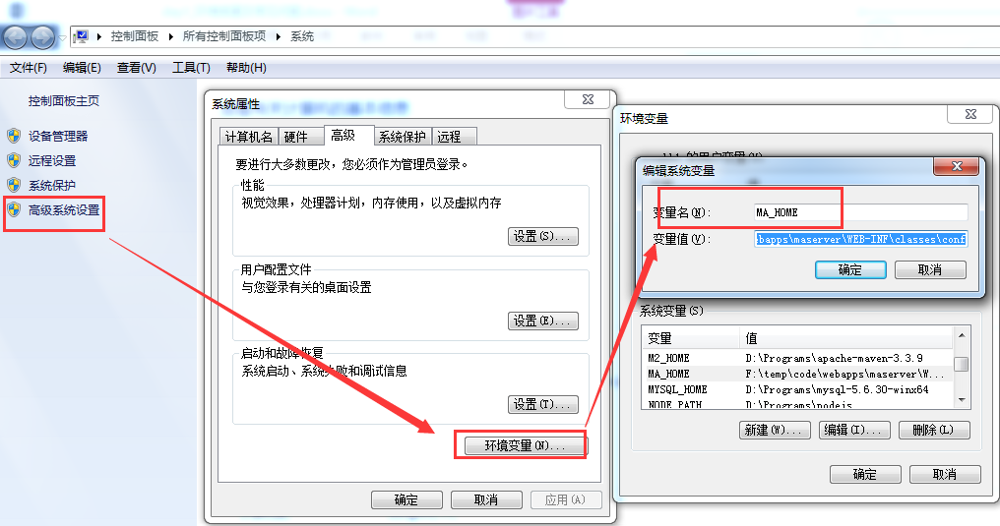 控制面板 所有控制面板项 系统
文件(F) 编辑(E) 查看(V) 工具(T) 帮助(H)
控制面板主页
设备管理器
远程设置
系统保护
高级系统设置
系统属性
计算机名 硬件 高级 系统保护 远程
要进行大多数更改，您必须作为管理员登录。
性能
视觉效果，处理器计划，内存使用，以及虚拟内存
设置(S)...
用户配置文件
与您登录有关的桌面设置
设置(E)...
启动和故障恢复
系统启动、系统失败和调试信息
设置(T)...
环境变量(N)...
确定 取消 应用(A)
环境变量
的用户变量(U)
编辑系统变量
变量名(N): MA_HOME
变量值(V): bapps\maserver\WEB-INF\classes\conf
确定 取消
系统变量(S)
变量 值
M2_HOME D:\Programs\apache-maven-3.3.9
MA_HOME F:\temp\code\webapps\maserver\W...
MYSQL_HOME D:\Programs\mysql-5.6.30-winx64
NODE_PATH D:\Programs\nodejs
新建(W)... 编辑(I)... 删除(L)
确定 取消